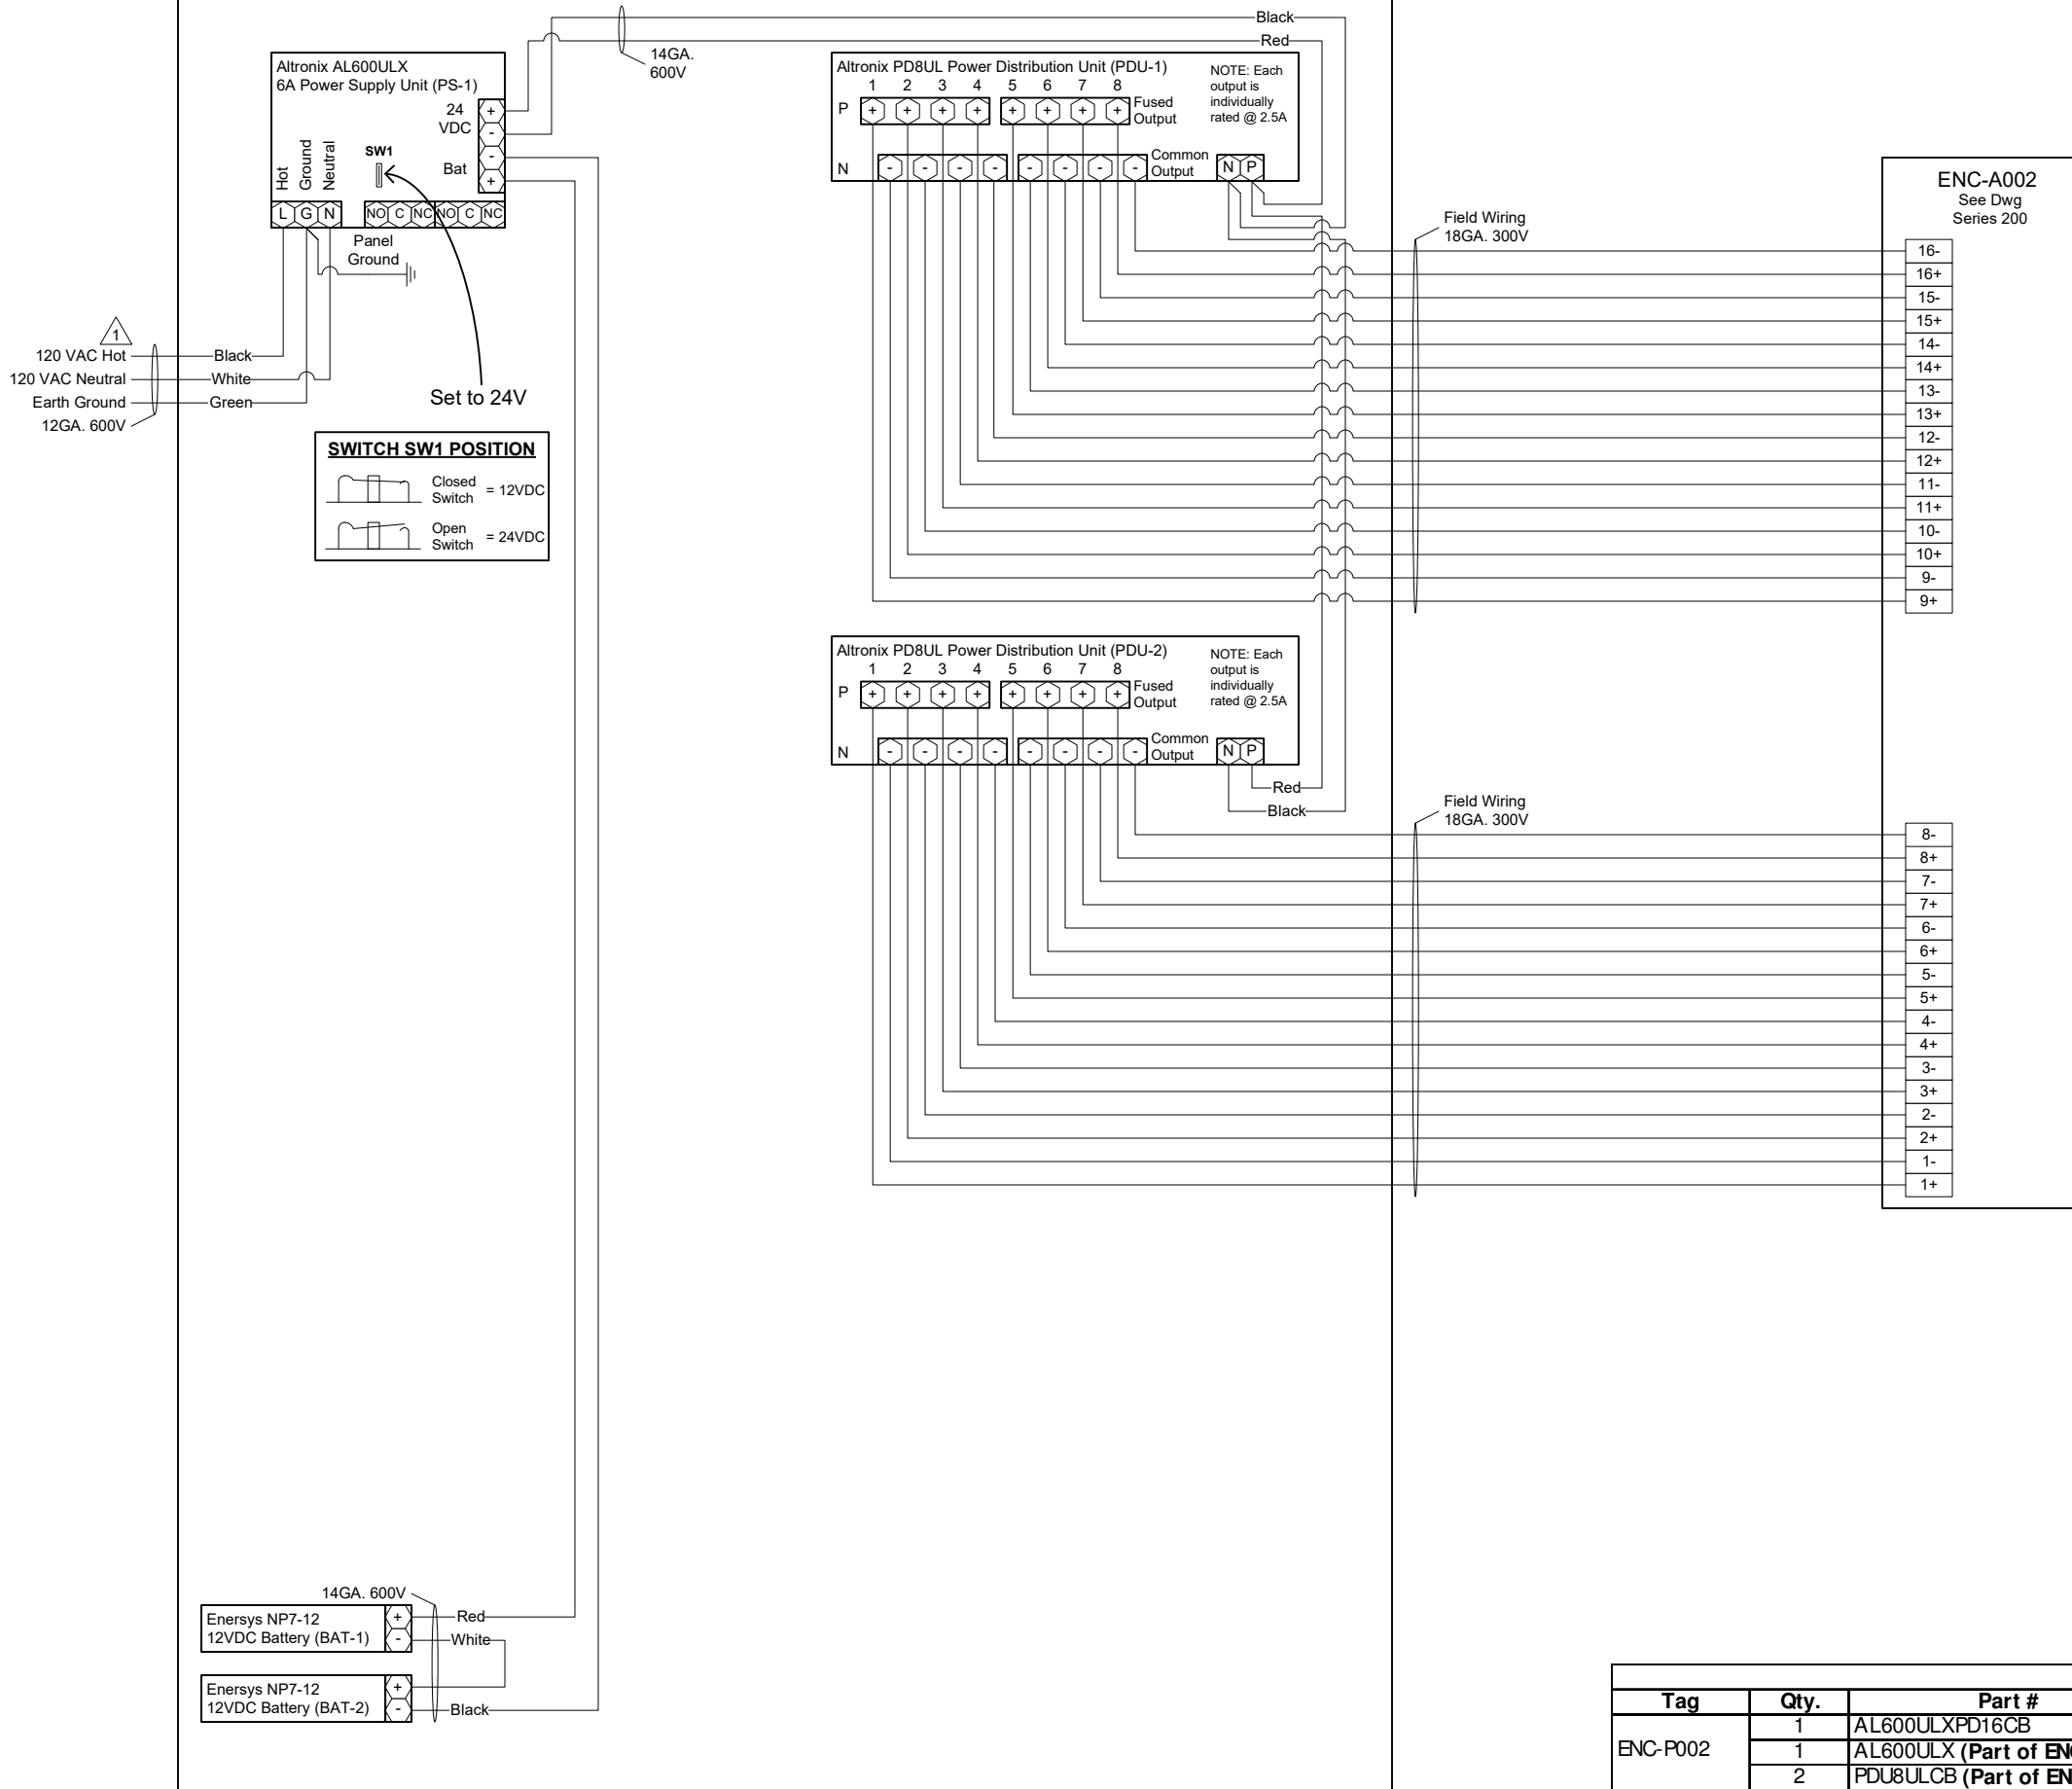 Black
Red
14GA.
600V
Altronix AL600ULX
6A Power Supply Unit (PS-1)
24
VDC
+
-
-
+
Bat
SW1
Hot
Ground
Neutral
L G N
NO C NC NO C NC
Panel
Ground
Altronix PD8UL Power Distribution Unit (PDU-1)
1 2 3 4 5 6 7 8
P + + + + + + + +
Fused
Output
NOTE: Each
output is
individually
rated @ 2.5A
N - - - - - - - -
Common
Output
N P
ENC-A002
See Dwg
Series 200
Field Wiring
18GA. 300V
16-
16+
15-
15+
14-
14+
13-
13+
12-
12+
11-
11+
10-
10+
9-
9+
1
120 VAC Hot
120 VAC Neutral
Earth Ground
12GA. 600V
Black
White
Green
Set to 24V
SWITCH SW1 POSITION
Closed
Switch
= 12VDC
Open
Switch
= 24VDC
Altronix PD8UL Power Distribution Unit (PDU-2)
1 2 3 4 5 6 7 8
P + + + + + + + +
Fused
Output
NOTE: Each
output is
individually
rated @ 2.5A
N - - - - - - - -
Common
Output
N P
Red
Black
Field Wiring
18GA. 300V
8-
8+
7-
7+
6-
6+
5-
5+
4-
4+
3-
3+
2-
2+
1-
1+
14GA. 600V
Enersys NP7-12
12VDC Battery (BAT-1)
+
-
Red
White
Enersys NP7-12
12VDC Battery (BAT-2)
+
-
Black
Tag Qty. Part #
ENC-P002
1 AL600ULXPD16CB
1 AL600ULX (Part of EN
2 PDU8ULCB (Part of EN